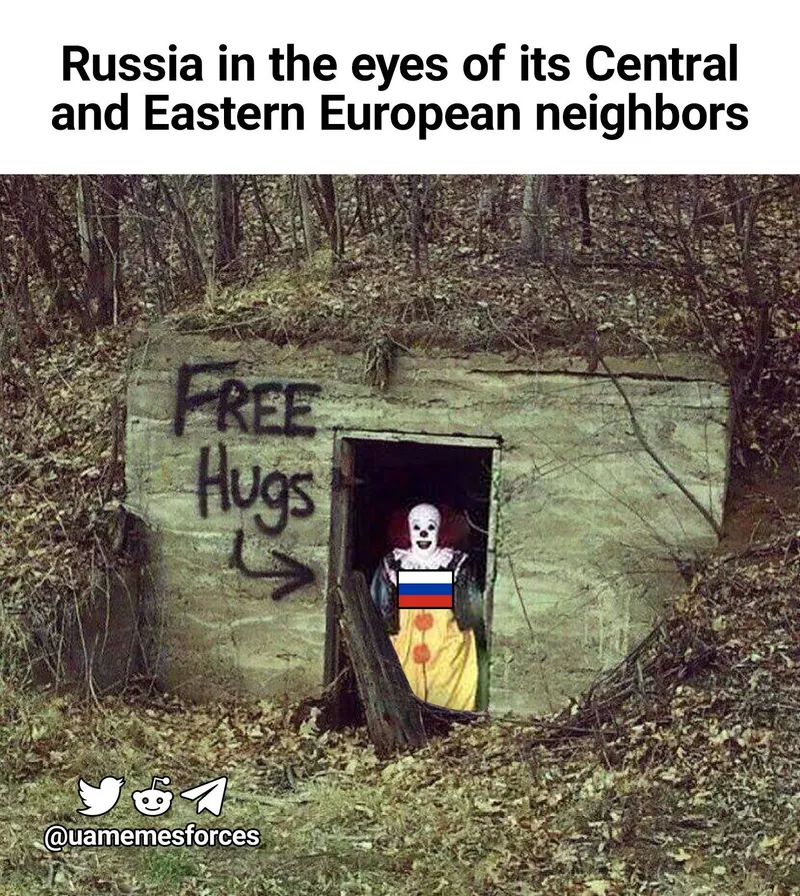 Russia in the eyes of its Central
and Eastern European neighbors
FREE
Hugs
@uamemesforces